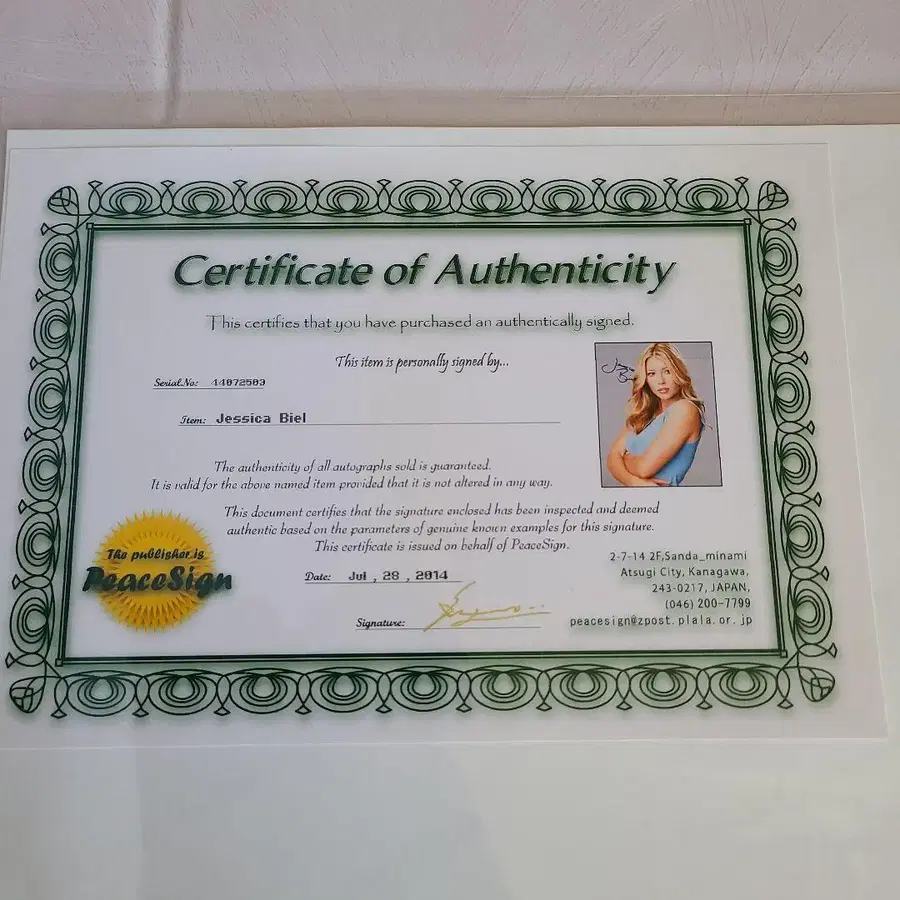 Certificate of Authenticity
This certifies that you have purchased an authentically signed.
This item is personally signed by...
Serial.No: 44072503
Item: Jessica Biel
The authenticity of all autographs sold is guaranteed.
It is valid for the above named item provided that it is not altered in any way.
This document certifies that the signature enclosed has been inspected and deemed
authentic based on the parameters of genuine known examples for this signature.
This certificate is issued on behalf of PeaceSign.
The publisher is
PeaceSign
Date: Jul , 28 , 2014
Signature:
2-7-14 2F,Sanda_minami
Atsugi City, Kanagawa,
243-0217, JAPAN,
(046) 200-7799
peacesign@zpost.plala.or.jp